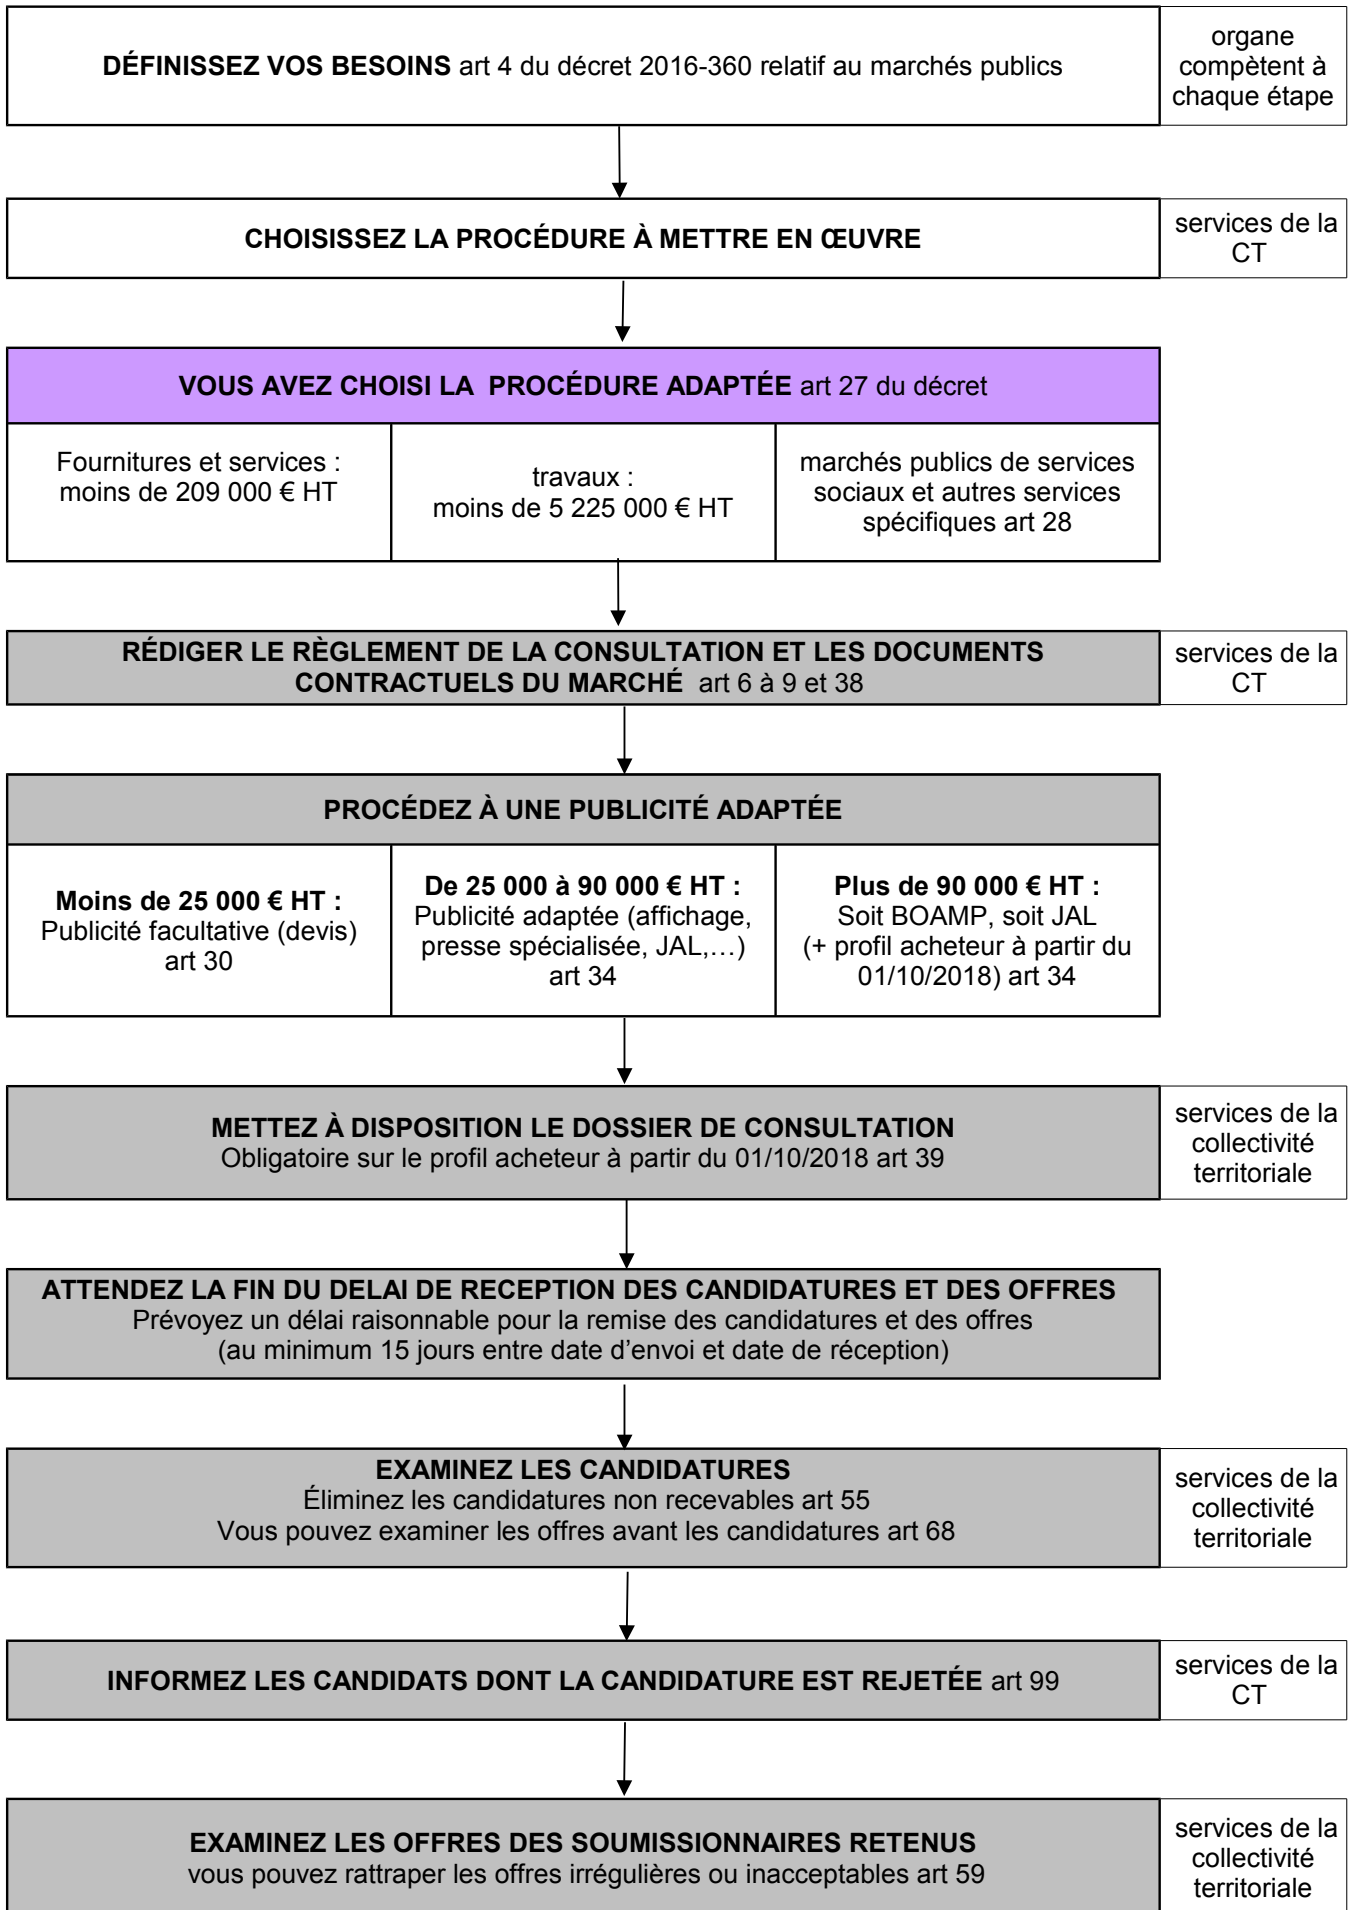 DÉFINISSEZ VOS BESOINS art 4 du décret 2016-360 relatif au marchés publics
organe
compètent à
chaque étape
CHOISISSEZ LA PROCÉDURE À METTRE EN ŒUVRE
services de la
CT
VOUS AVEZ CHOISI LA PROCÉDURE ADAPTÉE art 27 du décret
Fournitures et services :
moins de 209 000 € HT
travaux :
moins de 5 225 000 € HT
marchés publics de services
sociaux et autres services
spécifiques art 28
RÉDIGER LE RÈGLEMENT DE LA CONSULTATION ET LES DOCUMENTS
CONTRACTUELS DU MARCHÉ art 6 à 9 et 38
services de la
CT
PROCÉDEZ À UNE PUBLICITÉ ADAPTÉE
Moins de 25 000 € HT :
Publicité facultative (devis)
art 30
De 25 000 à 90 000 € HT :
Publicité adaptée (affichage,
presse spécialisée, JAL,…)
art 34
Plus de 90 000 € HT :
Soit BOAMP, soit JAL
(+ profil acheteur à partir du
01/10/2018) art 34
METTEZ À DISPOSITION LE DOSSIER DE CONSULTATION
Obligatoire sur le profil acheteur à partir du 01/10/2018 art 39
services de la
collectivité
territoriale
ATTENDEZ LA FIN DU DELAI DE RECEPTION DES CANDIDATURES ET DES OFFRES
Prévoyez un délai raisonnable pour la remise des candidatures et des offres
(au minimum 15 jours entre date d’envoi et date de réception)
EXAMINEZ LES CANDIDATURES
Éliminez les candidatures non recevables art 55
Vous pouvez examiner les offres avant les candidatures art 68
services de la
collectivité
territoriale
INFORMEZ LES CANDIDATS DONT LA CANDIDATURE EST REJETÉE art 99
services de la
CT
EXAMINEZ LES OFFRES DES SOUMISSIONNAIRES RETENUS
vous pouvez rattraper les offres irrégulières ou inacceptables art 59
services de la
collectivité
territoriale